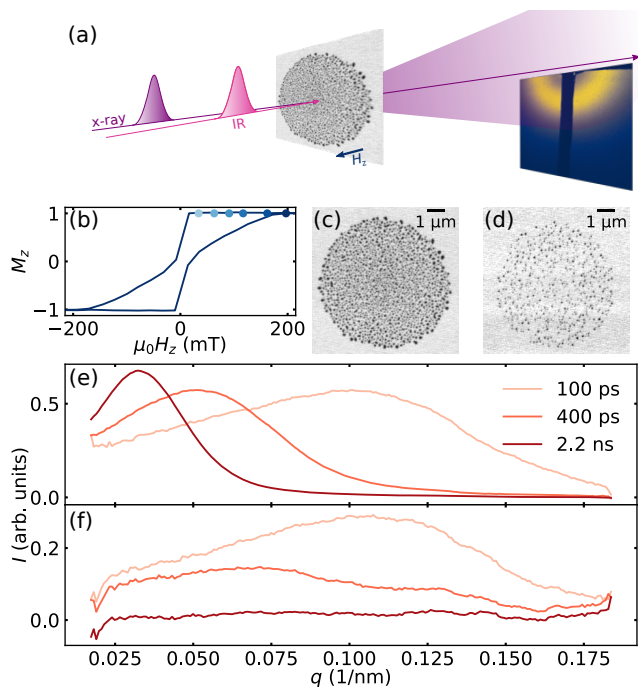 (a)
x-ray
IR
H_z
(b)
1
0
−1
M_z
−200
0
200
μ₀H_z (mT)
(c)
1 μm
(d)
1 μm
(e)
100 ps
400 ps
2.2 ns
0.5
0.0
I (arb. units)
(f)
0.2
0.0
0.025
0.050
0.075
0.100
0.125
0.150
0.175
q (1/nm)